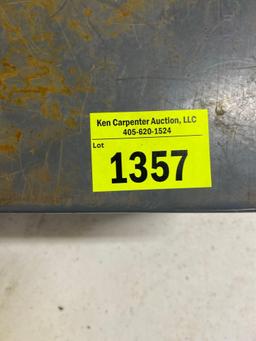 Ken Carpenter Auction, LLC
405-620-1524
Lot
1357